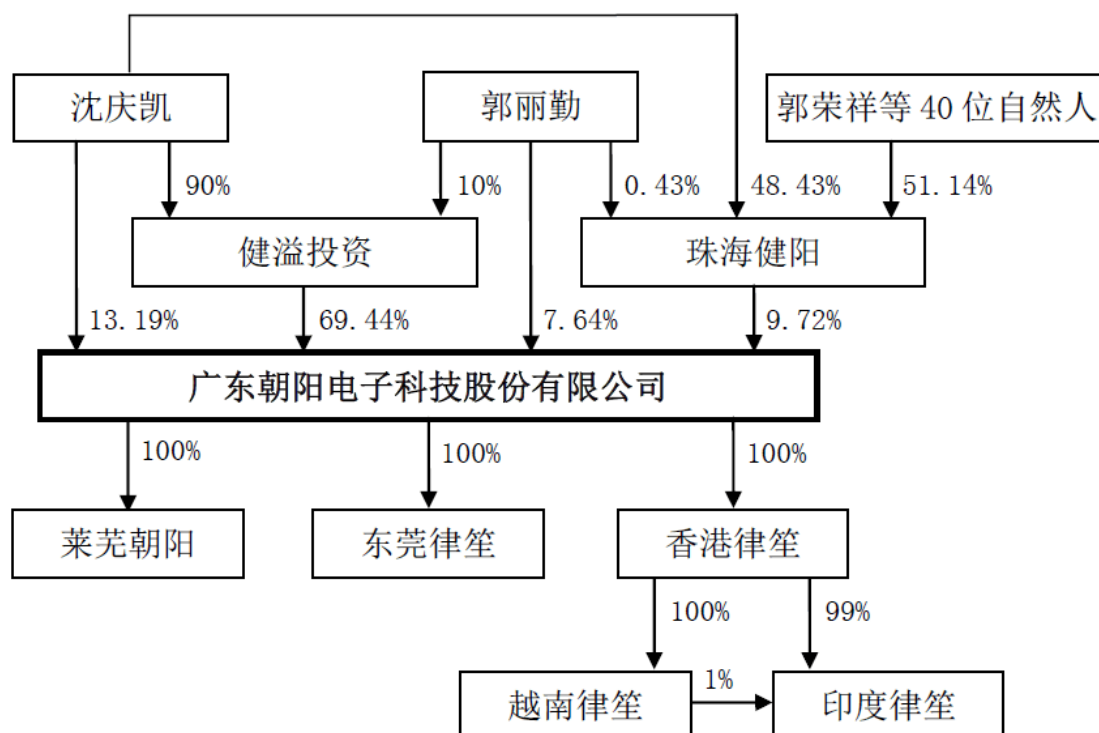 沈庆凯
郭丽勤
郭荣祥等 40 位自然人
90%
10%
0.43%
48.43%
51.14%
健溢投资
珠海健阳
13.19%
69.44%
7.64%
9.72%
广东朝阳电子科技股份有限公司
100%
100%
100%
莱芜朝阳
东莞律笙
香港律笙
100%
99%
越南律笙
1%
印度律笙